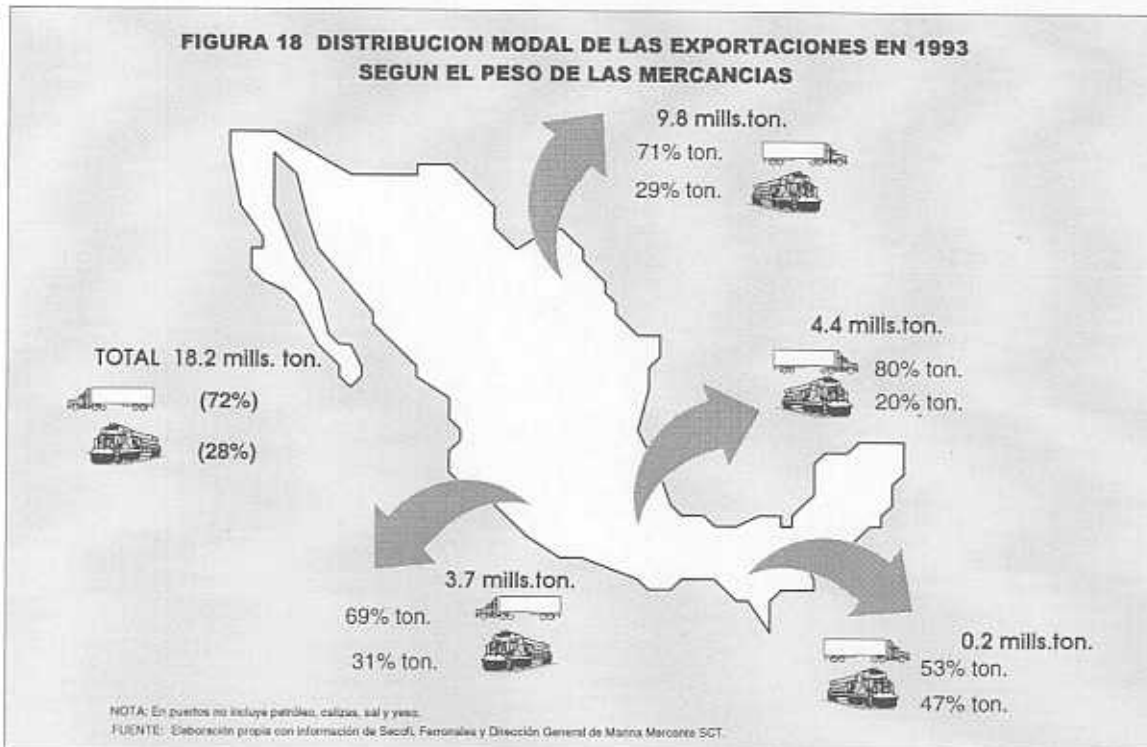 FIGURA 18 DISTRIBUCION MODAL DE LAS EXPORTACIONES EN 1993
SEGUN EL PESO DE LAS MERCANCIAS
9.8 mills.ton.
71% ton.
29% ton.
4.4 mills.ton.
80% ton.
20% ton.
TOTAL 18.2 mills. ton.
(72%)
(28%)
3.7 mills.ton.
69% ton.
31% ton.
0.2 mills.ton.
53% ton.
47% ton.
NOTA: En puertos no incluye petróleo, calizas, sal y yeso.
FUENTE: Elaboración propia con información de Secofi, Ferronales y Dirección General de Marina Mercante SCT.